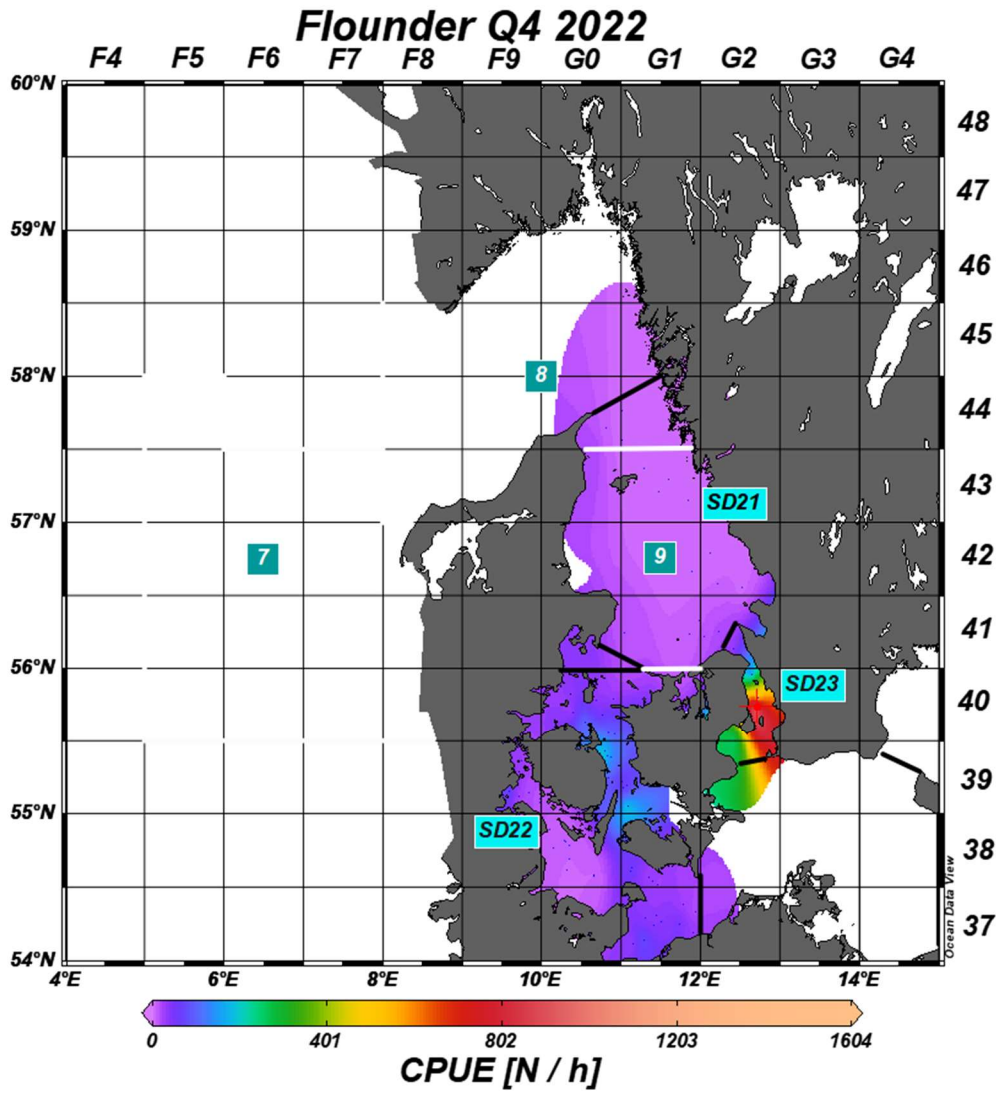 Flounder Q4 2022
F4 F5 F6 F7 F8 F9 G0 G1 G2 G3 G4
60°N
48
47
59°N
46
45
58°N
8
44
43
SD21
57°N
7
9
42
41
56°N
SD23
40
39
55°N
SD22
38
37
Ocean Data View
54°N
4°E 6°E 8°E 10°E 12°E 14°E
0 401 802 1203 1604
CPUE [N / h]